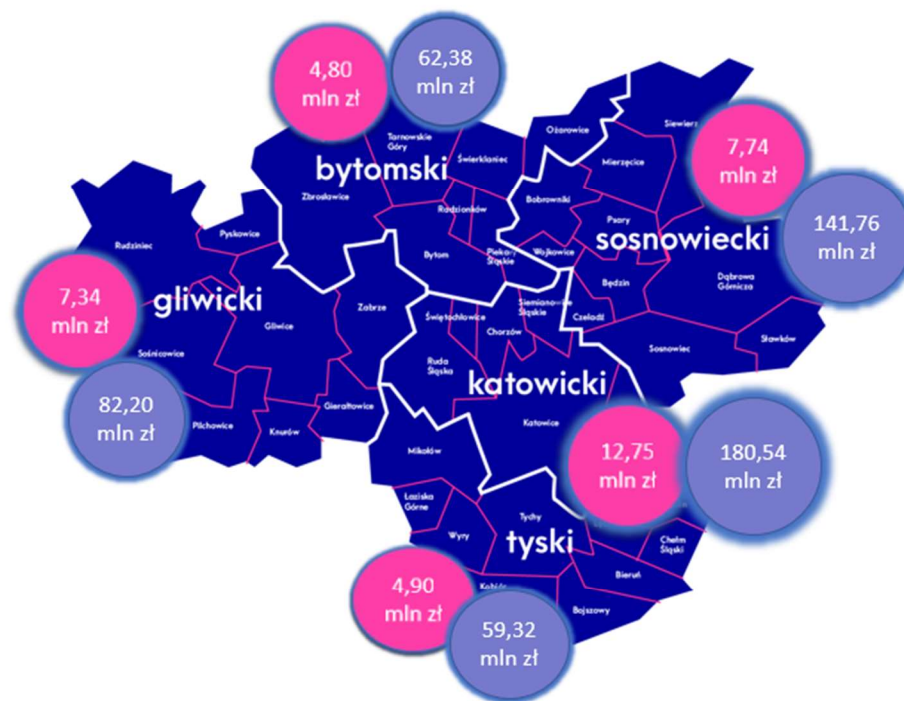 4,80
mln zł
62,38
mln zł
Tarnowskie
Góry
Świerklaniec
Ożarowice
Siewierz
7,74
mln zł
bytomski
Mierzęcice
Zbrosławice
Bobrowniki
Radzionków
Psary
141,76
mln zł
Pyskowice
Rudziniec
sosnowiecki
Bytom
Piekary
Śląskie
Wojkowice
Będzin
Dąbrowa
Górnicza
7,34
mln zł
gliwicki
Zabrze
Gliwice
Świętochłowice
Siemianowice
Śląskie
Chorzów
Czeladź
Sośnicowice
Ruda
Śląska
Sosnowiec
Sławków
katowicki
82,20
mln zł
Pilchowice
Knurów
Gierałtowice
Katowice
Mikołów
12,75
mln zł
180,54
mln zł
Łaziska
Górne
Wyry
Tychy
tyski
Chełm
Śląski
Bieruń
4,90
mln zł
Bojszowy
59,32
mln zł